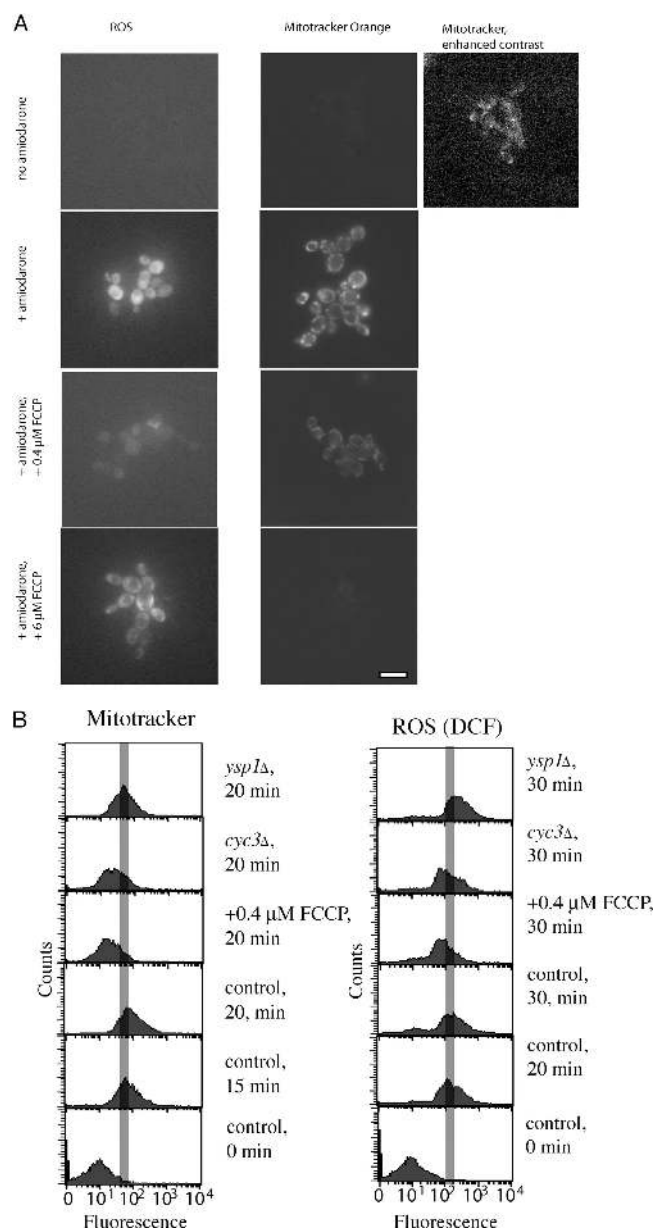 A
ROS
Mitotracker Orange
Mitotracker,
enhanced contrast
no amiodarone
+ amiodarone
+ amiodarone,
+ 0.4 µM FCCP
+ amiodarone,
+ 6 µM FCCP
B
Mitotracker
ROS (DCF)
ysp1Δ,
20 min
cyc3Δ,
20 min
+0.4 µM FCCP,
20 min
control,
20, min
control,
15 min
control,
0 min
Counts
0 10¹ 10² 10³ 10⁴
Fluorescence
ysp1Δ,
30 min
cyc3Δ,
30 min
+0.4 µM FCCP,
30 min
control,
30, min
control,
20 min
control,
0 min
Counts
0 10¹ 10² 10³ 10⁴
Fluorescence